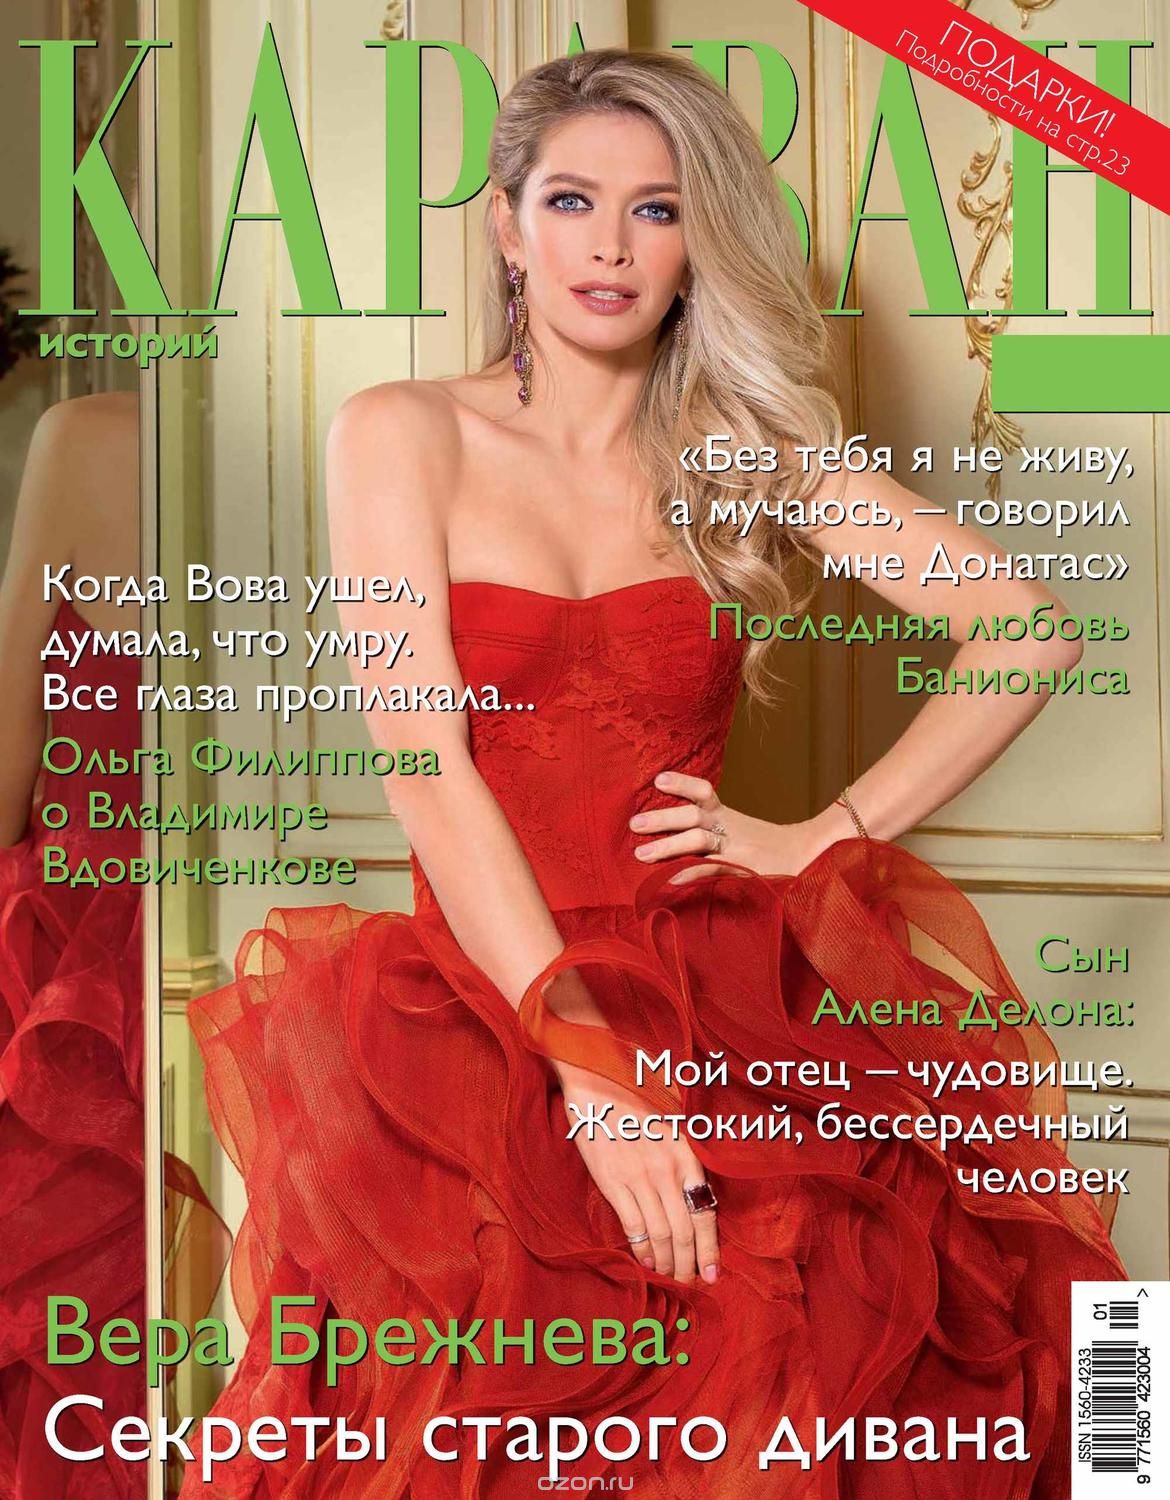 КАРАВАН
историй
ПОДАРКИ!
Подробности на стр.23
«Без тебя я не живу,
а мучаюсь, – говорил
мне Донатас»
Последняя любовь
Баниониса
Когда Вова ушел,
думала, что умру.
Все глаза проплакала...
Ольга Филиппова
о Владимире
Вдовиченкове
Сын
Алена Делона:
Мой отец – чудовище.
Жестокий, бессердечный
человек
Вера Брежнева:
Секреты старого дивана
ISSN 1560-4233
01
9 771560 423004 >
ozon.ru